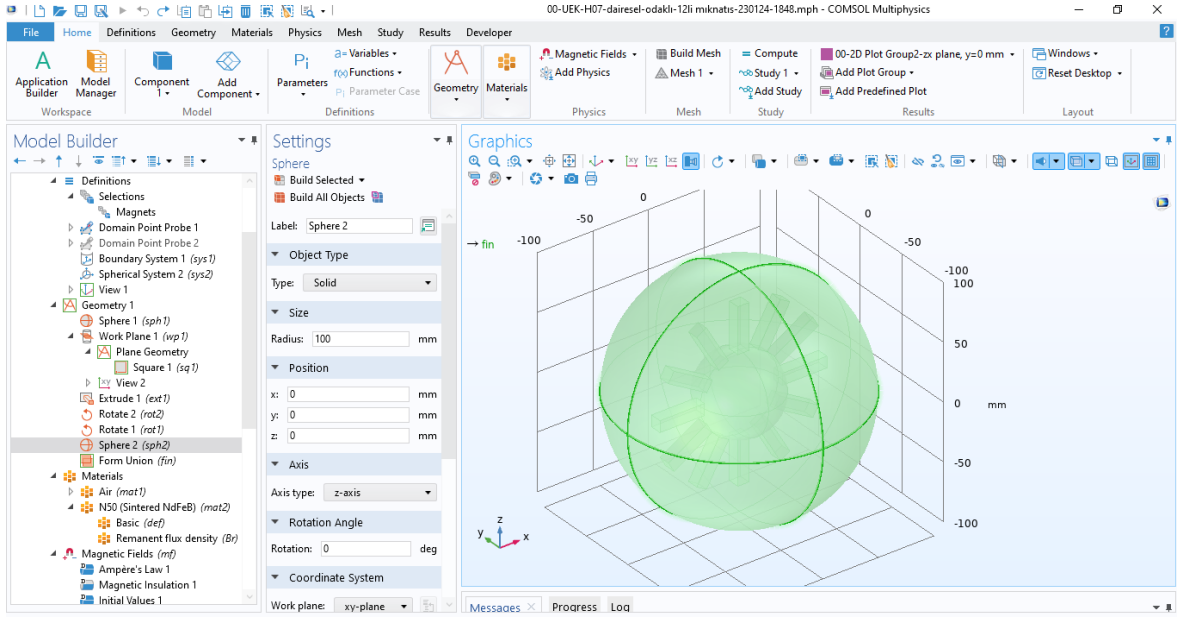 00-UEK-H07-dairesel-odaklı-12li mıknatıs-230124-1848.mph - COMSOL Multiphysics
File Home Definitions Geometry Materials Physics Mesh Study Results Developer
Application Builder
Model Manager
Workspace
Component 1
Add Component
Model
Pi
Parameters
a= Variables
f(x) Functions
Pi Parameter Case
Definitions
Geometry
Materials
Magnetic Fields
Add Physics
Physics
Build Mesh
Mesh 1
Mesh
= Compute
Study 1
Add Study
Study
00-2D Plot Group2-zx plane, y=0 mm
Add Plot Group
Add Predefined Plot
Results
Windows
Reset Desktop
Layout
Model Builder
Definitions
Selections
Magnets
Domain Point Probe 1
Domain Point Probe 2
Boundary System 1 (sys1)
Spherical System 2 (sys2)
View 1
Geometry 1
Sphere 1 (sph1)
Work Plane 1 (wp1)
Plane Geometry
Square 1 (sq1)
View 2
Extrude 1 (ext1)
Rotate 2 (rot2)
Rotate 1 (rot1)
Sphere 2 (sph2)
Form Union (fin)
Materials
Air (mat1)
N50 (Sintered NdFeB) (mat2)
Basic (def)
Remanent flux density (Br)
Magnetic Fields (mf)
Ampère's Law 1
Magnetic Insulation 1
Initial Values 1
Settings
Sphere
Build Selected
Build All Objects
Label: Sphere 2
Object Type
Type: Solid
Size
Radius: 100 mm
Position
x: 0 mm
y: 0 mm
z: 0 mm
Axis
Axis type: z-axis
Rotation Angle
Rotation: 0 deg
Coordinate System
Work plane: xy-plane
Graphics
xy yz xz
→ fin
-100
-50
0
0
-50
-100
100
50
0 mm
-50
-100
z
y x
Messages Progress Log